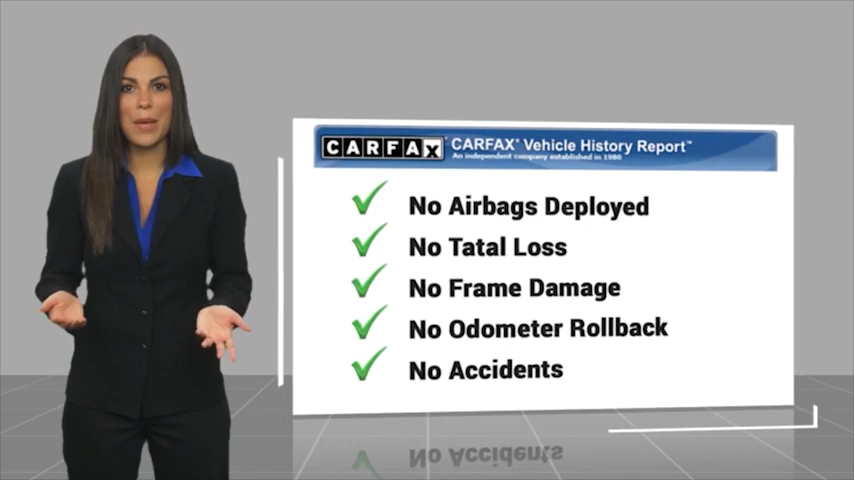 CARFAX CARFAX® Vehicle History Report™
An independent company established in 1986
No Airbags Deployed
No Tatal Loss
No Frame Damage
No Odometer Rollback
No Accidents
No Accidents